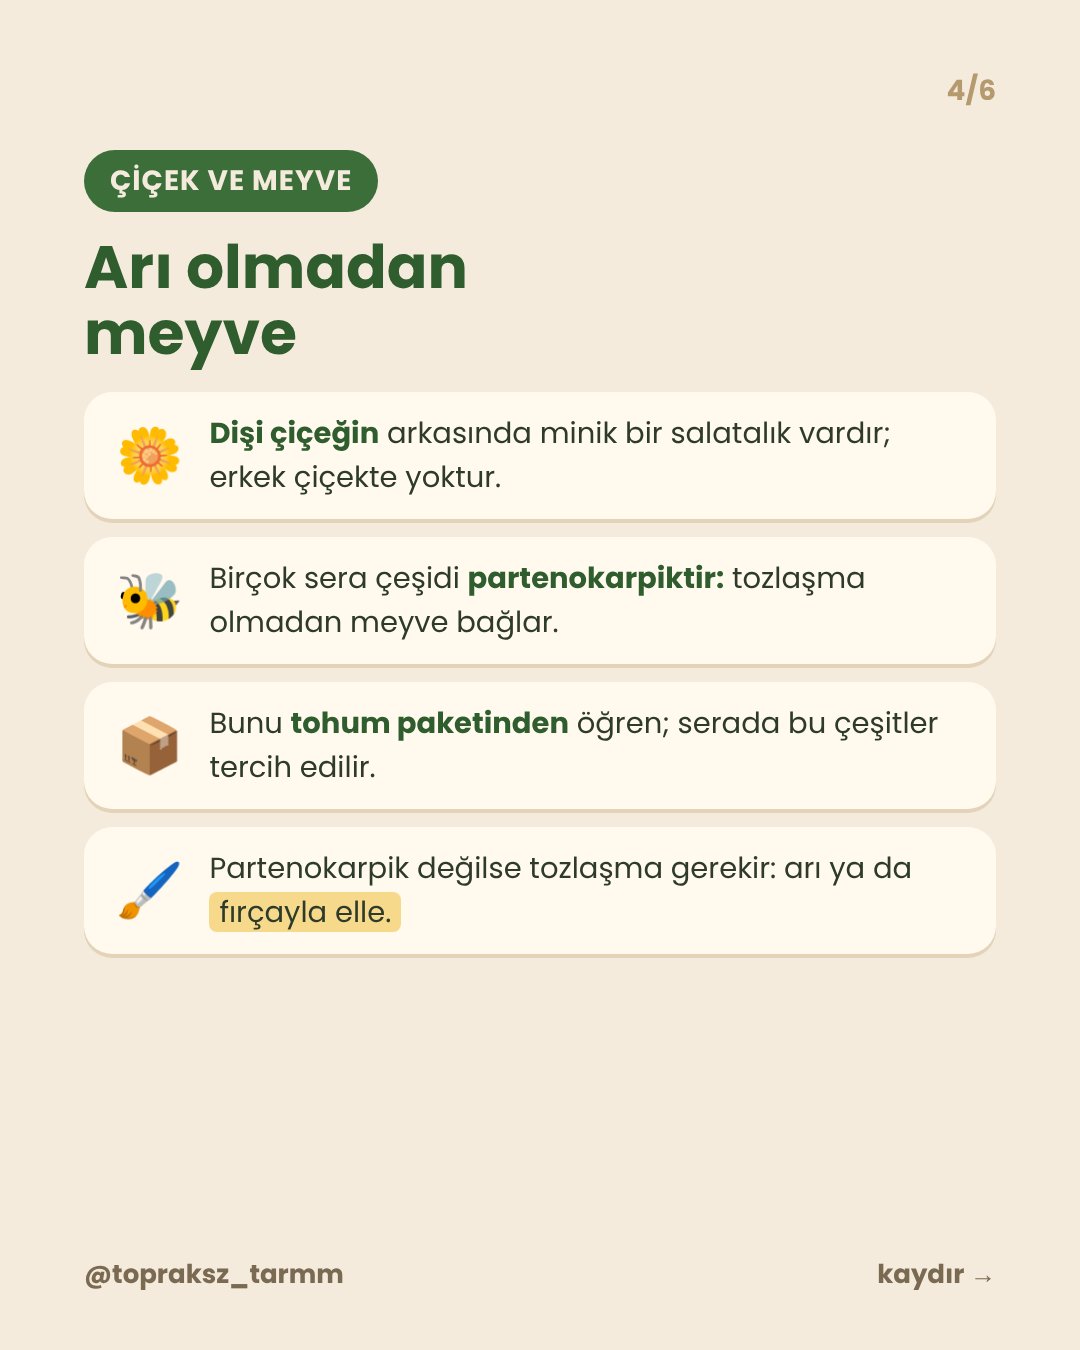 4/6
ÇİÇEK VE MEYVE
Arı olmadan
meyve
Dişi çiçeğin arkasında minik bir salatalık vardır;
erkek çiçekte yoktur.
Birçok sera çeşidi partenokarpiktir: tozlaşma
olmadan meyve bağlar.
Bunu tohum paketinden öğren; serada bu çeşitler
tercih edilir.
Partenokarpik değilse tozlaşma gerekir: arı ya da
fırçayla elle.
@topraksz_tarmm
kaydır →